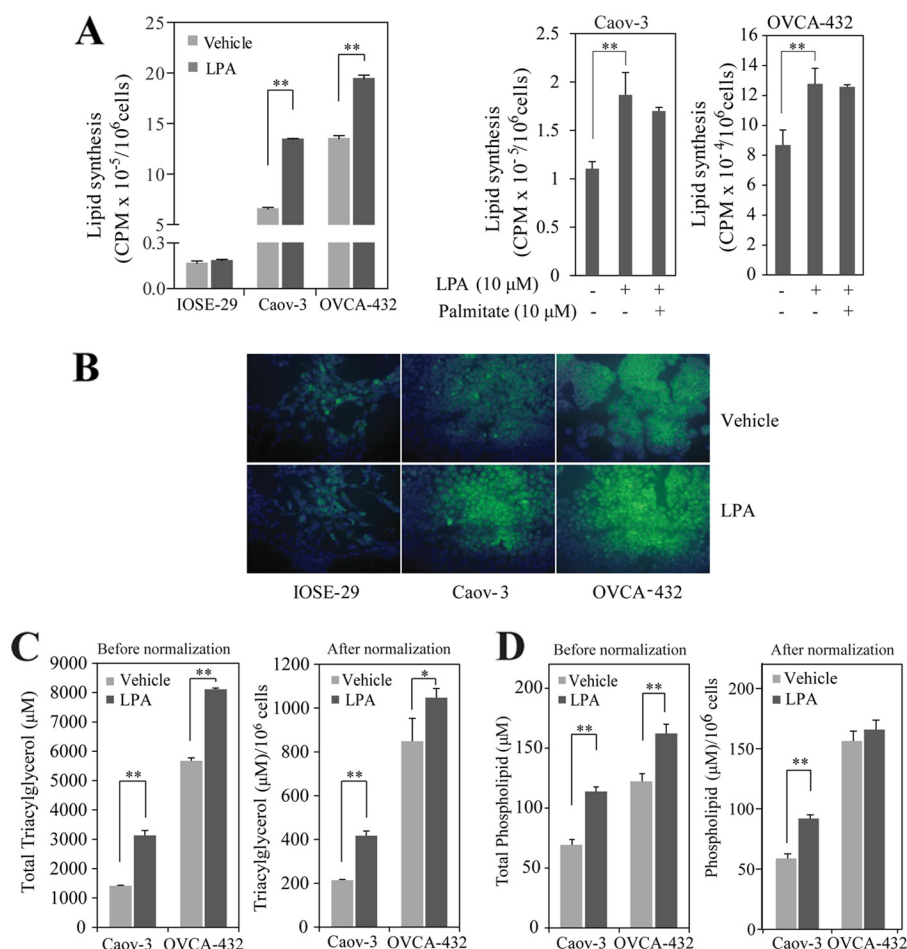 A
Vehicle
LPA
Lipid synthesis
(CPM x 10⁻⁵/10⁶cells)
25
20
15
10
5
0.3
0.0
**
**
IOSE-29
Caov-3
OVCA-432
Caov-3
Lipid synthesis
(CPM x 10⁻⁵/10⁶cells)
2.5
2
1.5
1
0.5
0
**
OVCA-432
Lipid synthesis
(CPM x 10⁻⁴/10⁶cells)
16
14
12
10
8
6
4
2
0
**
LPA (10 μM) - + + - + +
Palmitate (10 μM) - - + - - +
B
Vehicle
LPA
IOSE-29 Caov-3 OVCA-432
C
Before normalization
Total Triacylglycerol (μM)
9000
8000
7000
6000
5000
4000
3000
2000
1000
0
Vehicle
LPA
**
**
Caov-3 OVCA-432
After normalization
Triacylglycerol (μM)/10⁶ cells
1200
1000
800
600
400
200
0
Vehicle
LPA
**
*
Caov-3 OVCA-432
D
Before normalization
Total Phospholipid (μM)
200
150
100
50
0
Vehicle
LPA
**
**
Caov-3 OVCA-432
After normalization
Phospholipid (μM)/10⁶ cells
200
150
100
50
0
Vehicle
LPA
**
Caov-3 OVCA-432